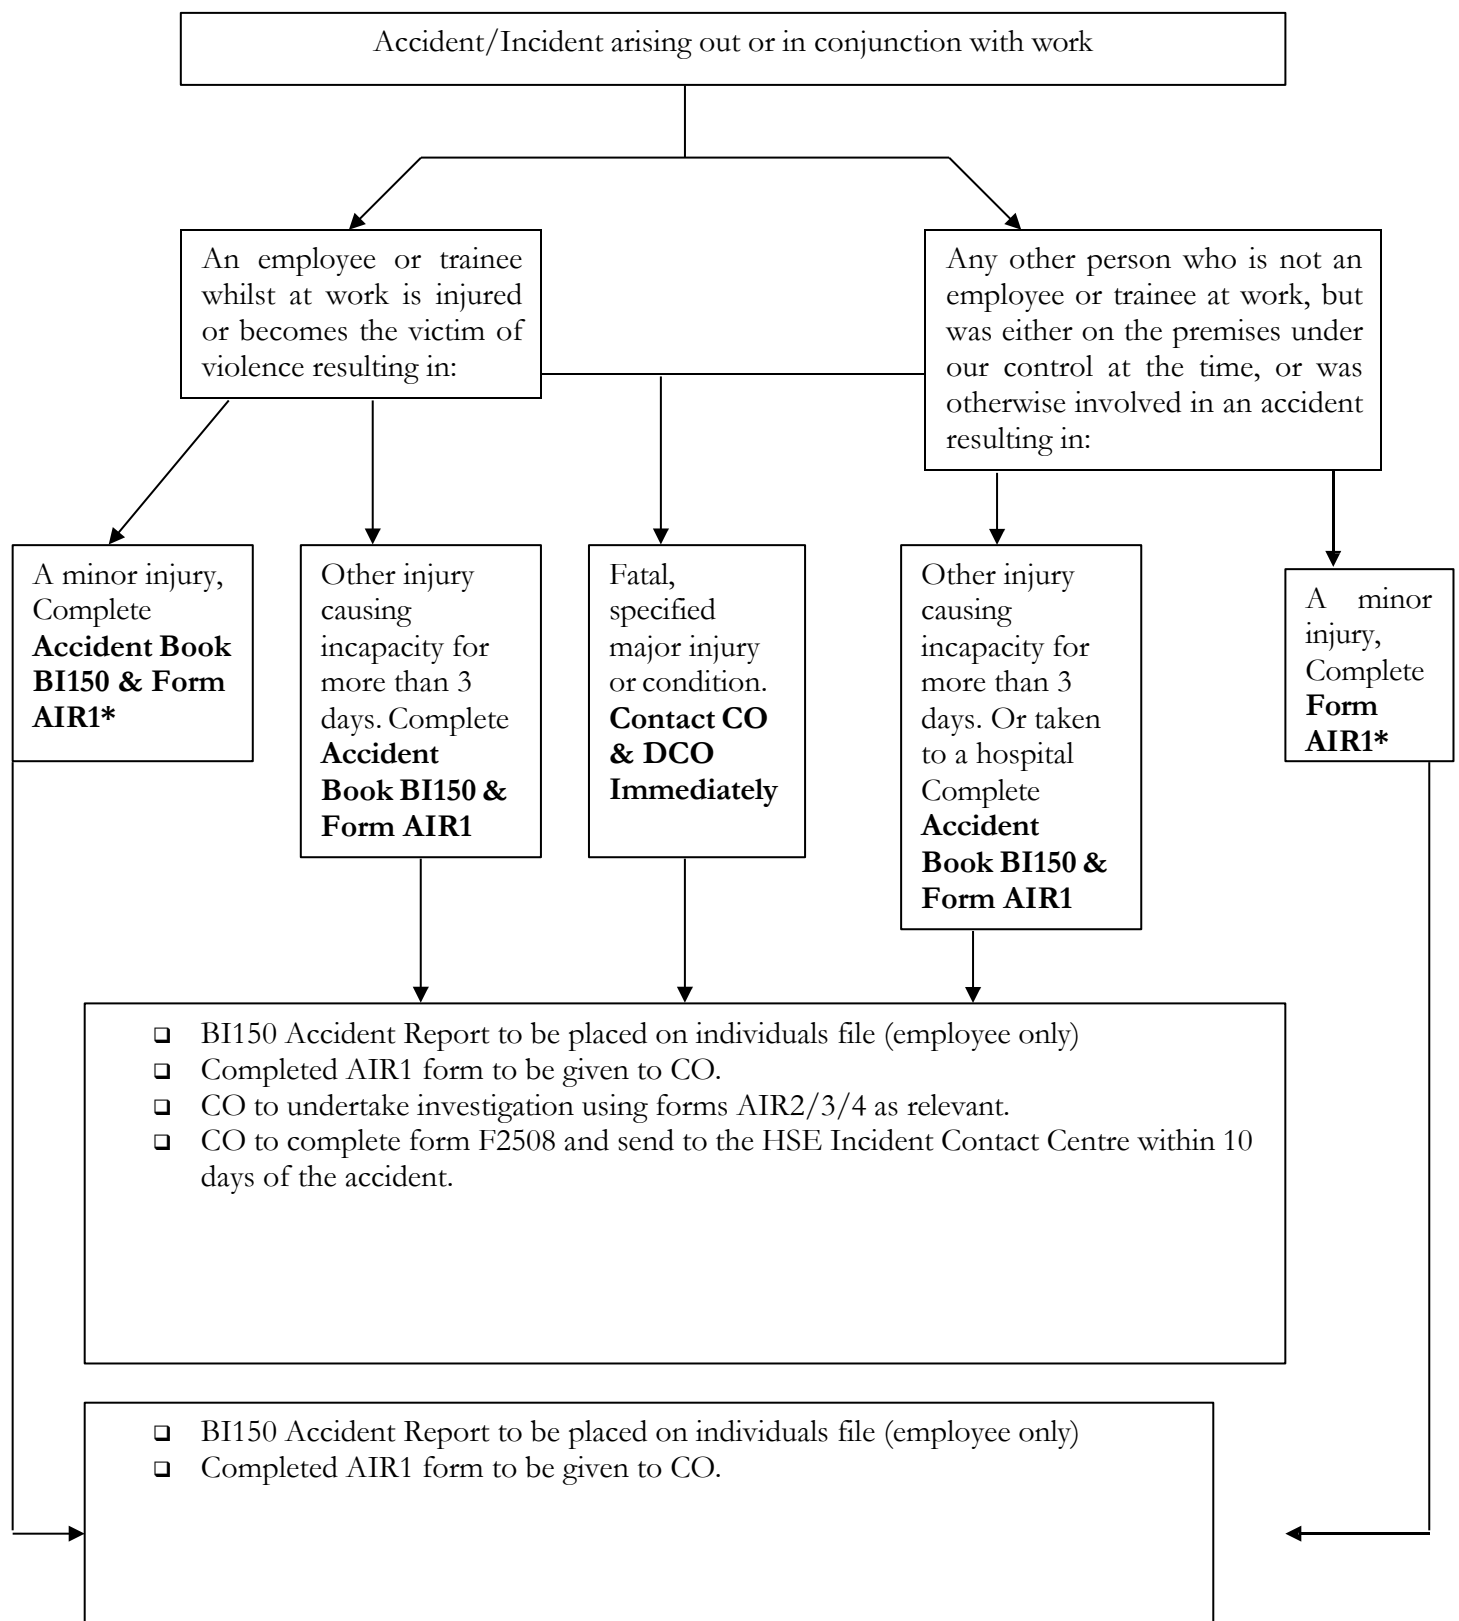 Accident/Incident arising out or in conjunction with work
An employee or trainee
whilst at work is injured
or becomes the victim of
violence resulting in:
Any other person who is not an
employee or trainee at work, but
was either on the premises under
our control at the time, or was
otherwise involved in an accident
resulting in:
A minor injury,
Complete
Accident Book
BI150 & Form
AIR1*
Other injury
causing
incapacity for
more than 3
days. Complete
Accident
Book BI150 &
Form AIR1
Fatal,
specified
major injury
or condition.
Contact CO
& DCO
Immediately
Other injury
causing
incapacity for
more than 3
days. Or taken
to a hospital
Complete
Accident
Book BI150 &
Form AIR1
A minor
injury,
Complete
Form
AIR1*
❑ BI150 Accident Report to be placed on individuals file (employee only)
❑ Completed AIR1 form to be given to CO.
❑ CO to undertake investigation using forms AIR2/3/4 as relevant.
❑ CO to complete form F2508 and send to the HSE Incident Contact Centre within 10
days of the accident.
❑ BI150 Accident Report to be placed on individuals file (employee only)
❑ Completed AIR1 form to be given to CO.